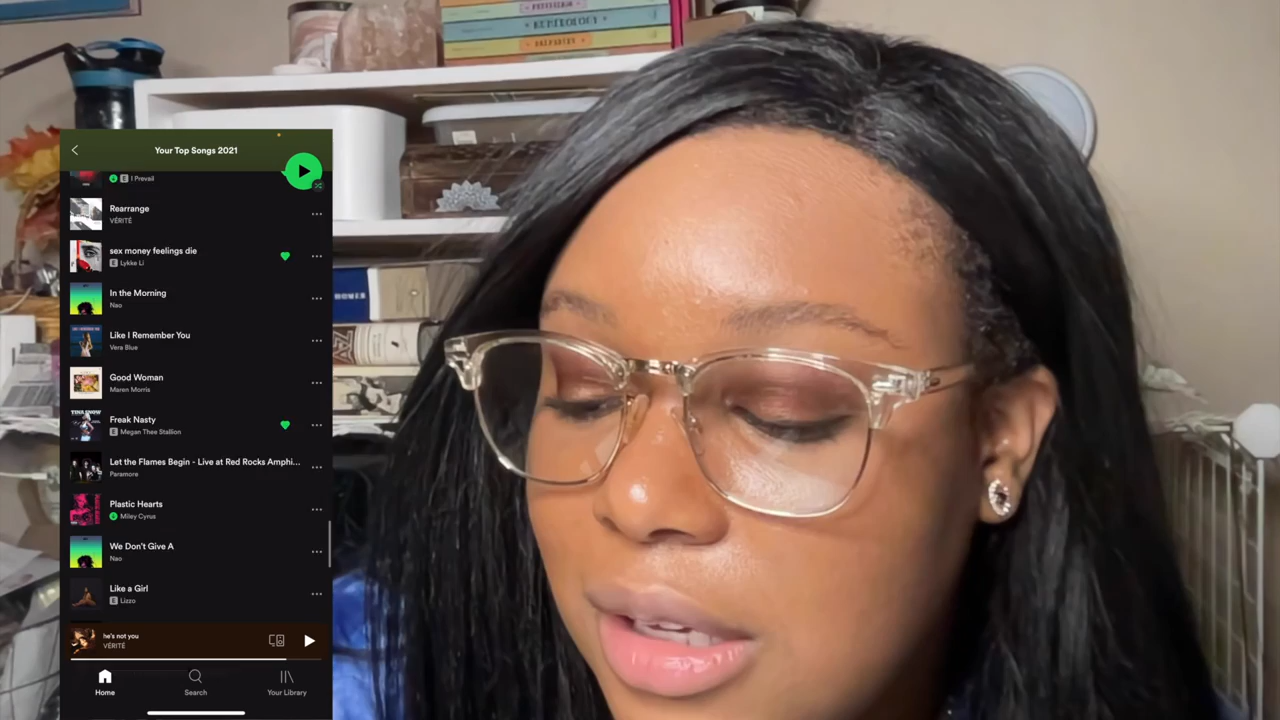 NUMEROLOGY
Your Top Songs 2021
E I Prevail
Rearrange
VÉRITÉ
sex money feelings die
E Lykke Li
In the Morning
Nao
Like I Remember You
Vera Blue
Good Woman
Maren Morris
Freak Nasty
E Megan Thee Stallion
Let the Flames Begin - Live at Red Rocks Amphi...
Paramore
Plastic Hearts
Miley Cyrus
We Don't Give A
Nao
Like a Girl
E Lizzo
he's not you
VÉRITÉ
Home
Search
Your Library